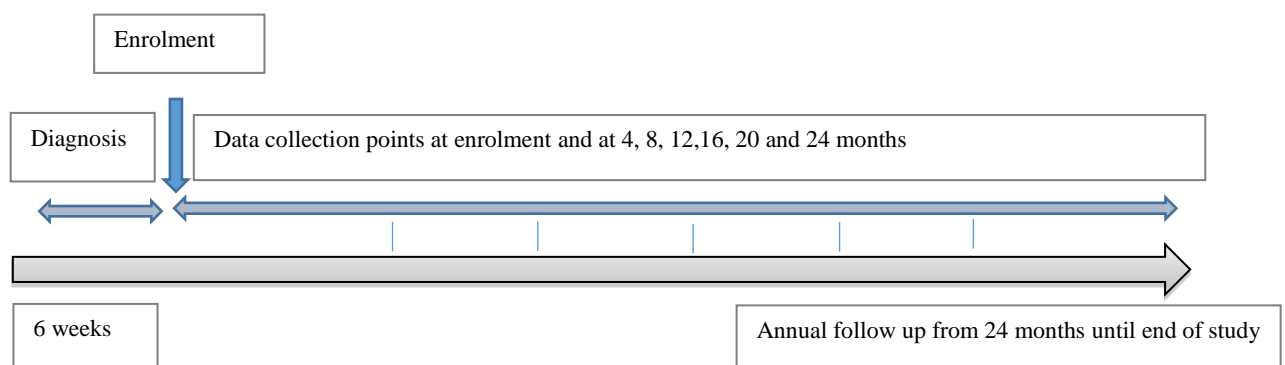 Enrolment
Diagnosis
Data collection points at enrolment and at 4, 8, 12,16, 20 and 24 months
6 weeks
Annual follow up from 24 months until end of study